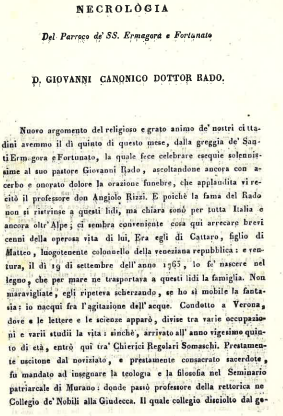 NECROLOGIA
Del Parroco de' SS. Ermagora e Fortunato
D. GIOVANNI CANONICO DOTTOR RADO.
Nuovo argomento del religioso e grato animo de' nostri citta-
dini avemmo il dì quinto di questo mese, dalla greggia de' San-
ti Ermagora e Fortunato, la quale fece celebrare esequie solennis-
sime al suo pastore Giovanni Rado, ascoltandone ancora con a-
cerbo e onorato dolore la orazione funebre, che applaudita vi re-
citò il professore don Angiolo Rizzi. E poichè la fama del Rado
non si ristrinse a questi lidi, ma chiara sonò per tutta Italia e
ancora oltr'Alpe; ci sembra conveniente cosa qui arrecare brevi
cenni della operosa vita di lui. Era egli di Cattaro, figlio di
Matteo, luogotenente colonnello della veneziana repubblica: e ven-
tura, il dì 19 di settembre dell'anno 1763, lo fe' nascere nel
legno, che per mare ne trasportava a questi lidi la famiglia. Non
maravigliate, egli ripeteva scherzando, se ho sì mobile la fanta-
sia: io nacqui fra l'agitazione dell'acque. Condotto a Verona,
dove e le lettere e le scienze apparò, divise tra varie occupazio-
ni e varii studii la vita: sinchè, arrivato all'anno vigesimo quin-
to di età, entrò qui tra' Chierici Regolari Somaschi. Prestamen-
te uscitone dal noviziato, e prestamente consacrato sacerdote,
fu mandato ad insegnare la teologia e la filosofia nel Seminario
patriarcale di Murano: donde passò professore della rettorica ne
Collegio de' Nobili alla Giudecca. Il quale collegio disciolto dal go-